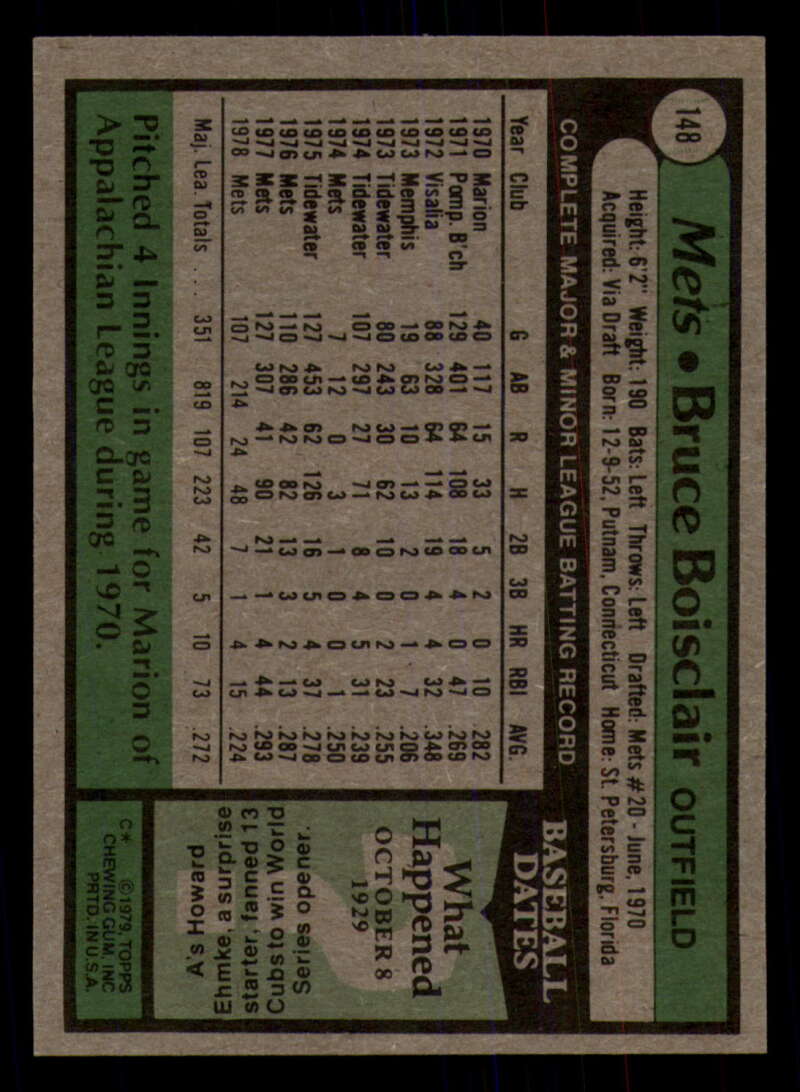 148 Mets • Bruce Boisclair OUTFIELD
Height: 6'2" Weight: 190 Bats: Left Throws: Left Drafted: Mets #20 - June, 1970
Acquired: Via Draft Born: 12-9-52, Putnam, Connecticut Home: St. Petersburg, Florida
COMPLETE MAJOR & MINOR LEAGUE BATTING RECORD
Year Club G AB R H 2B 3B HR RBI AVG.
1970 Marion 40 117 15 33 5 2 0 10 .282
1971 Pomp. B'ch 129 401 64 108 18 4 0 47 .269
1972 Visalia 88 328 64 114 19 4 4 32 .348
1973 Memphis 19 63 10 13 2 0 1 7 .206
1973 Tidewater 80 243 30 62 10 0 2 23 .255
1974 Tidewater 107 297 27 71 8 4 5 31 .239
1974 Mets 7 12 0 3 1 0 0 1 .250
1975 Tidewater 127 453 62 126 16 5 4 37 .278
1976 Mets 110 286 42 82 13 3 2 13 .287
1977 Mets 127 307 41 90 21 1 4 44 .293
1978 Mets 107 214 24 48 7 1 4 15 .224
Maj. Lea. Totals . . . 351 819 107 223 42 5 10 73 .272
Pitched 4 Innings in game for Marion of
Appalachian League during 1970.
BASEBALL
DATES
What
Happened
OCTOBER 8
1929
A's Howard
Ehmke, a surprise
starter, fanned 13
Cubs to win World
Series opener.
C* ©1979, TOPPS
CHEWING GUM, INC
PRTD. IN U.S.A.